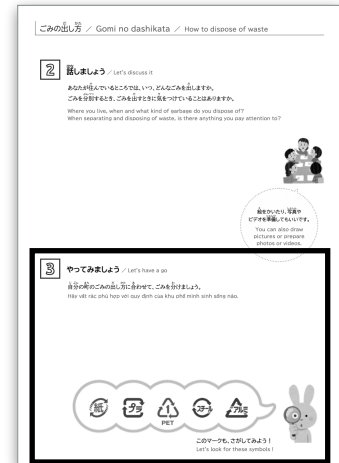 ごみの出し方 / Gomi no dashikata / How to dispose of waste
2 話しましょう / Let's discuss it
あなたが住んでいるところでは、いつ、どんなごみを出しますか。
ごみを分別するとき、ごみを出すときに気をつけていることはありますか。
Where you live, when and what kind of garbage do you dispose of?
When separating and disposing of waste, is there anything you pay attention to?
絵をかいたり、写真や
ビデオを準備してもいいです。
You can also draw
pictures or prepare
photos or videos.
3 やってみましょう / Let's have a go
自分の町のごみの出し方に合わせて、ごみを分けましょう。
Hãy vứt rác phù hợp với quy định của khu phố mình sinh sống nào.
紙 プラ 1 スチール アルミ
PET
このマークも、さがしてみよう!
Let's look for these symbols !